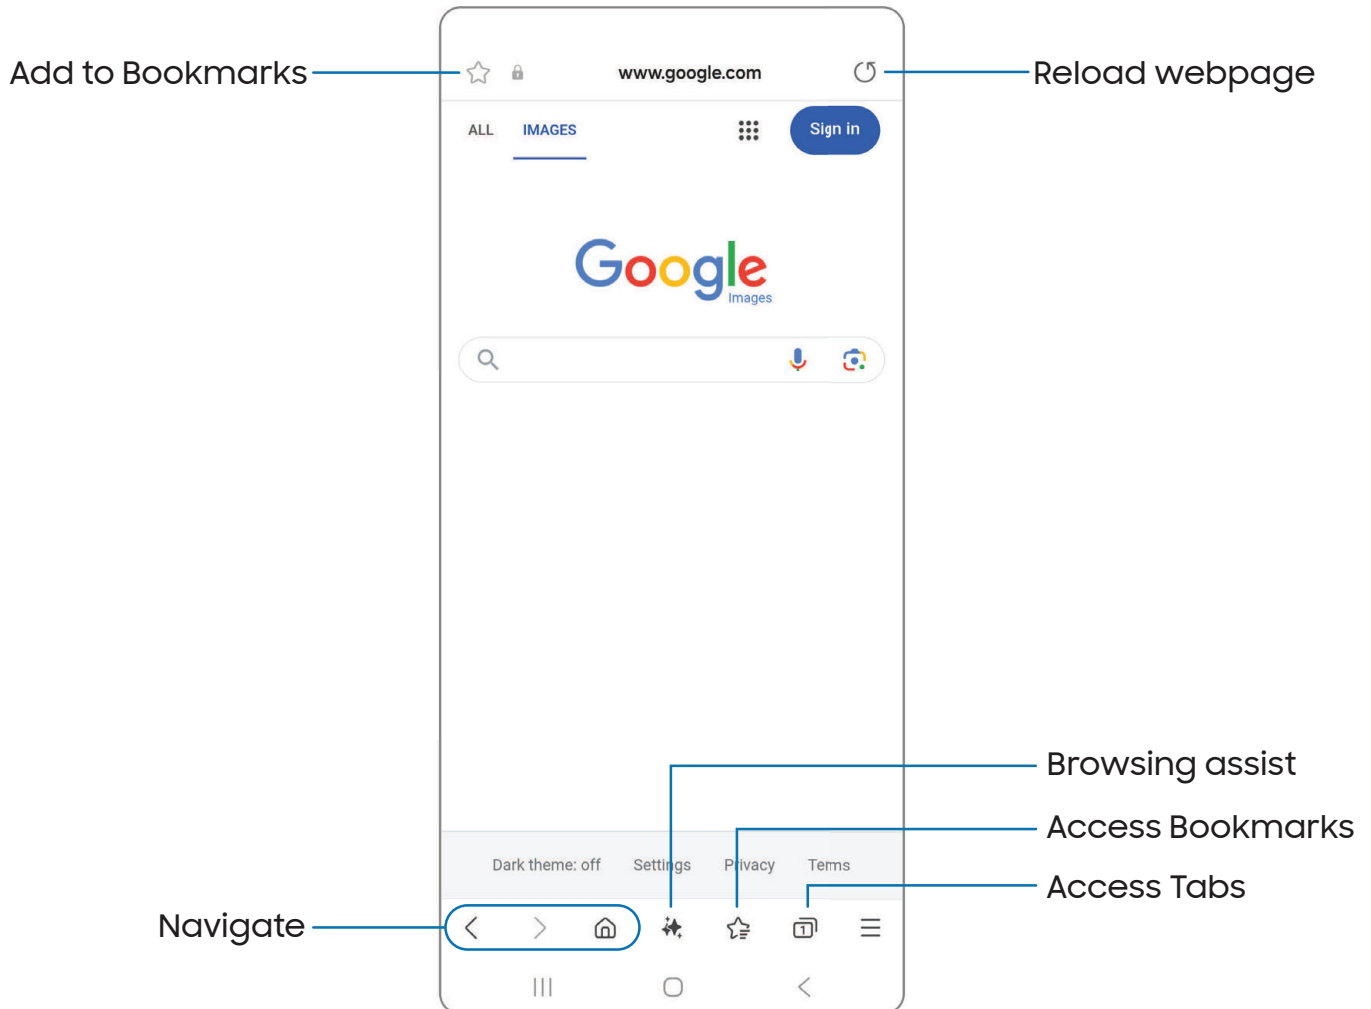 Add to Bookmarks
www.google.com
Reload webpage
ALL IMAGES
Sign in
Google
Images
Browsing assist
Access Bookmarks
Dark theme: off Settings Privacy Terms
Access Tabs
Navigate
1